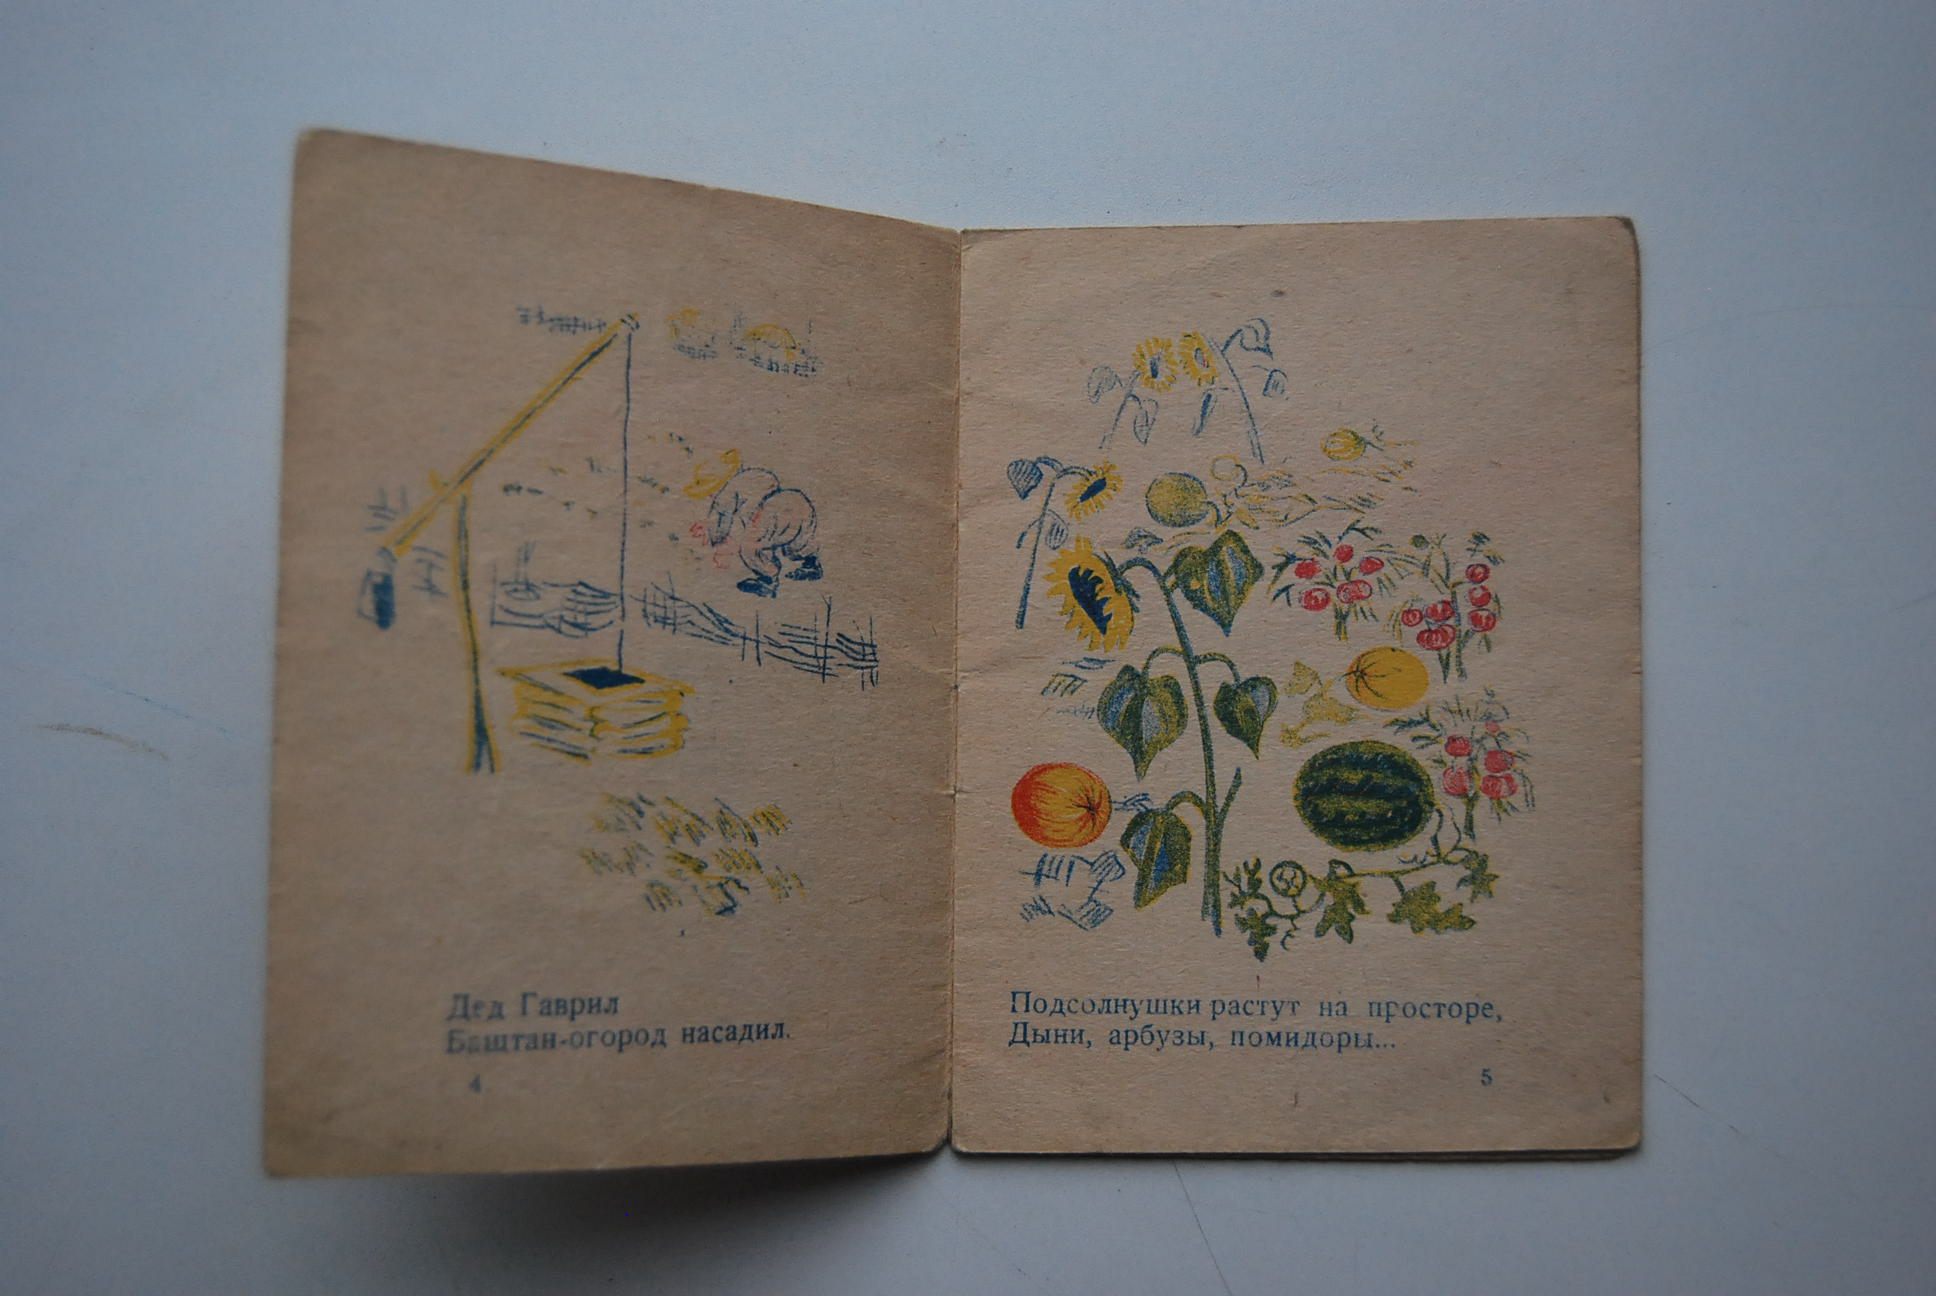 Дед Гаврил
Баштан-огород насадил.
4
Подсолнушки растут на просторе,
Дыни, арбузы, помидоры...
5